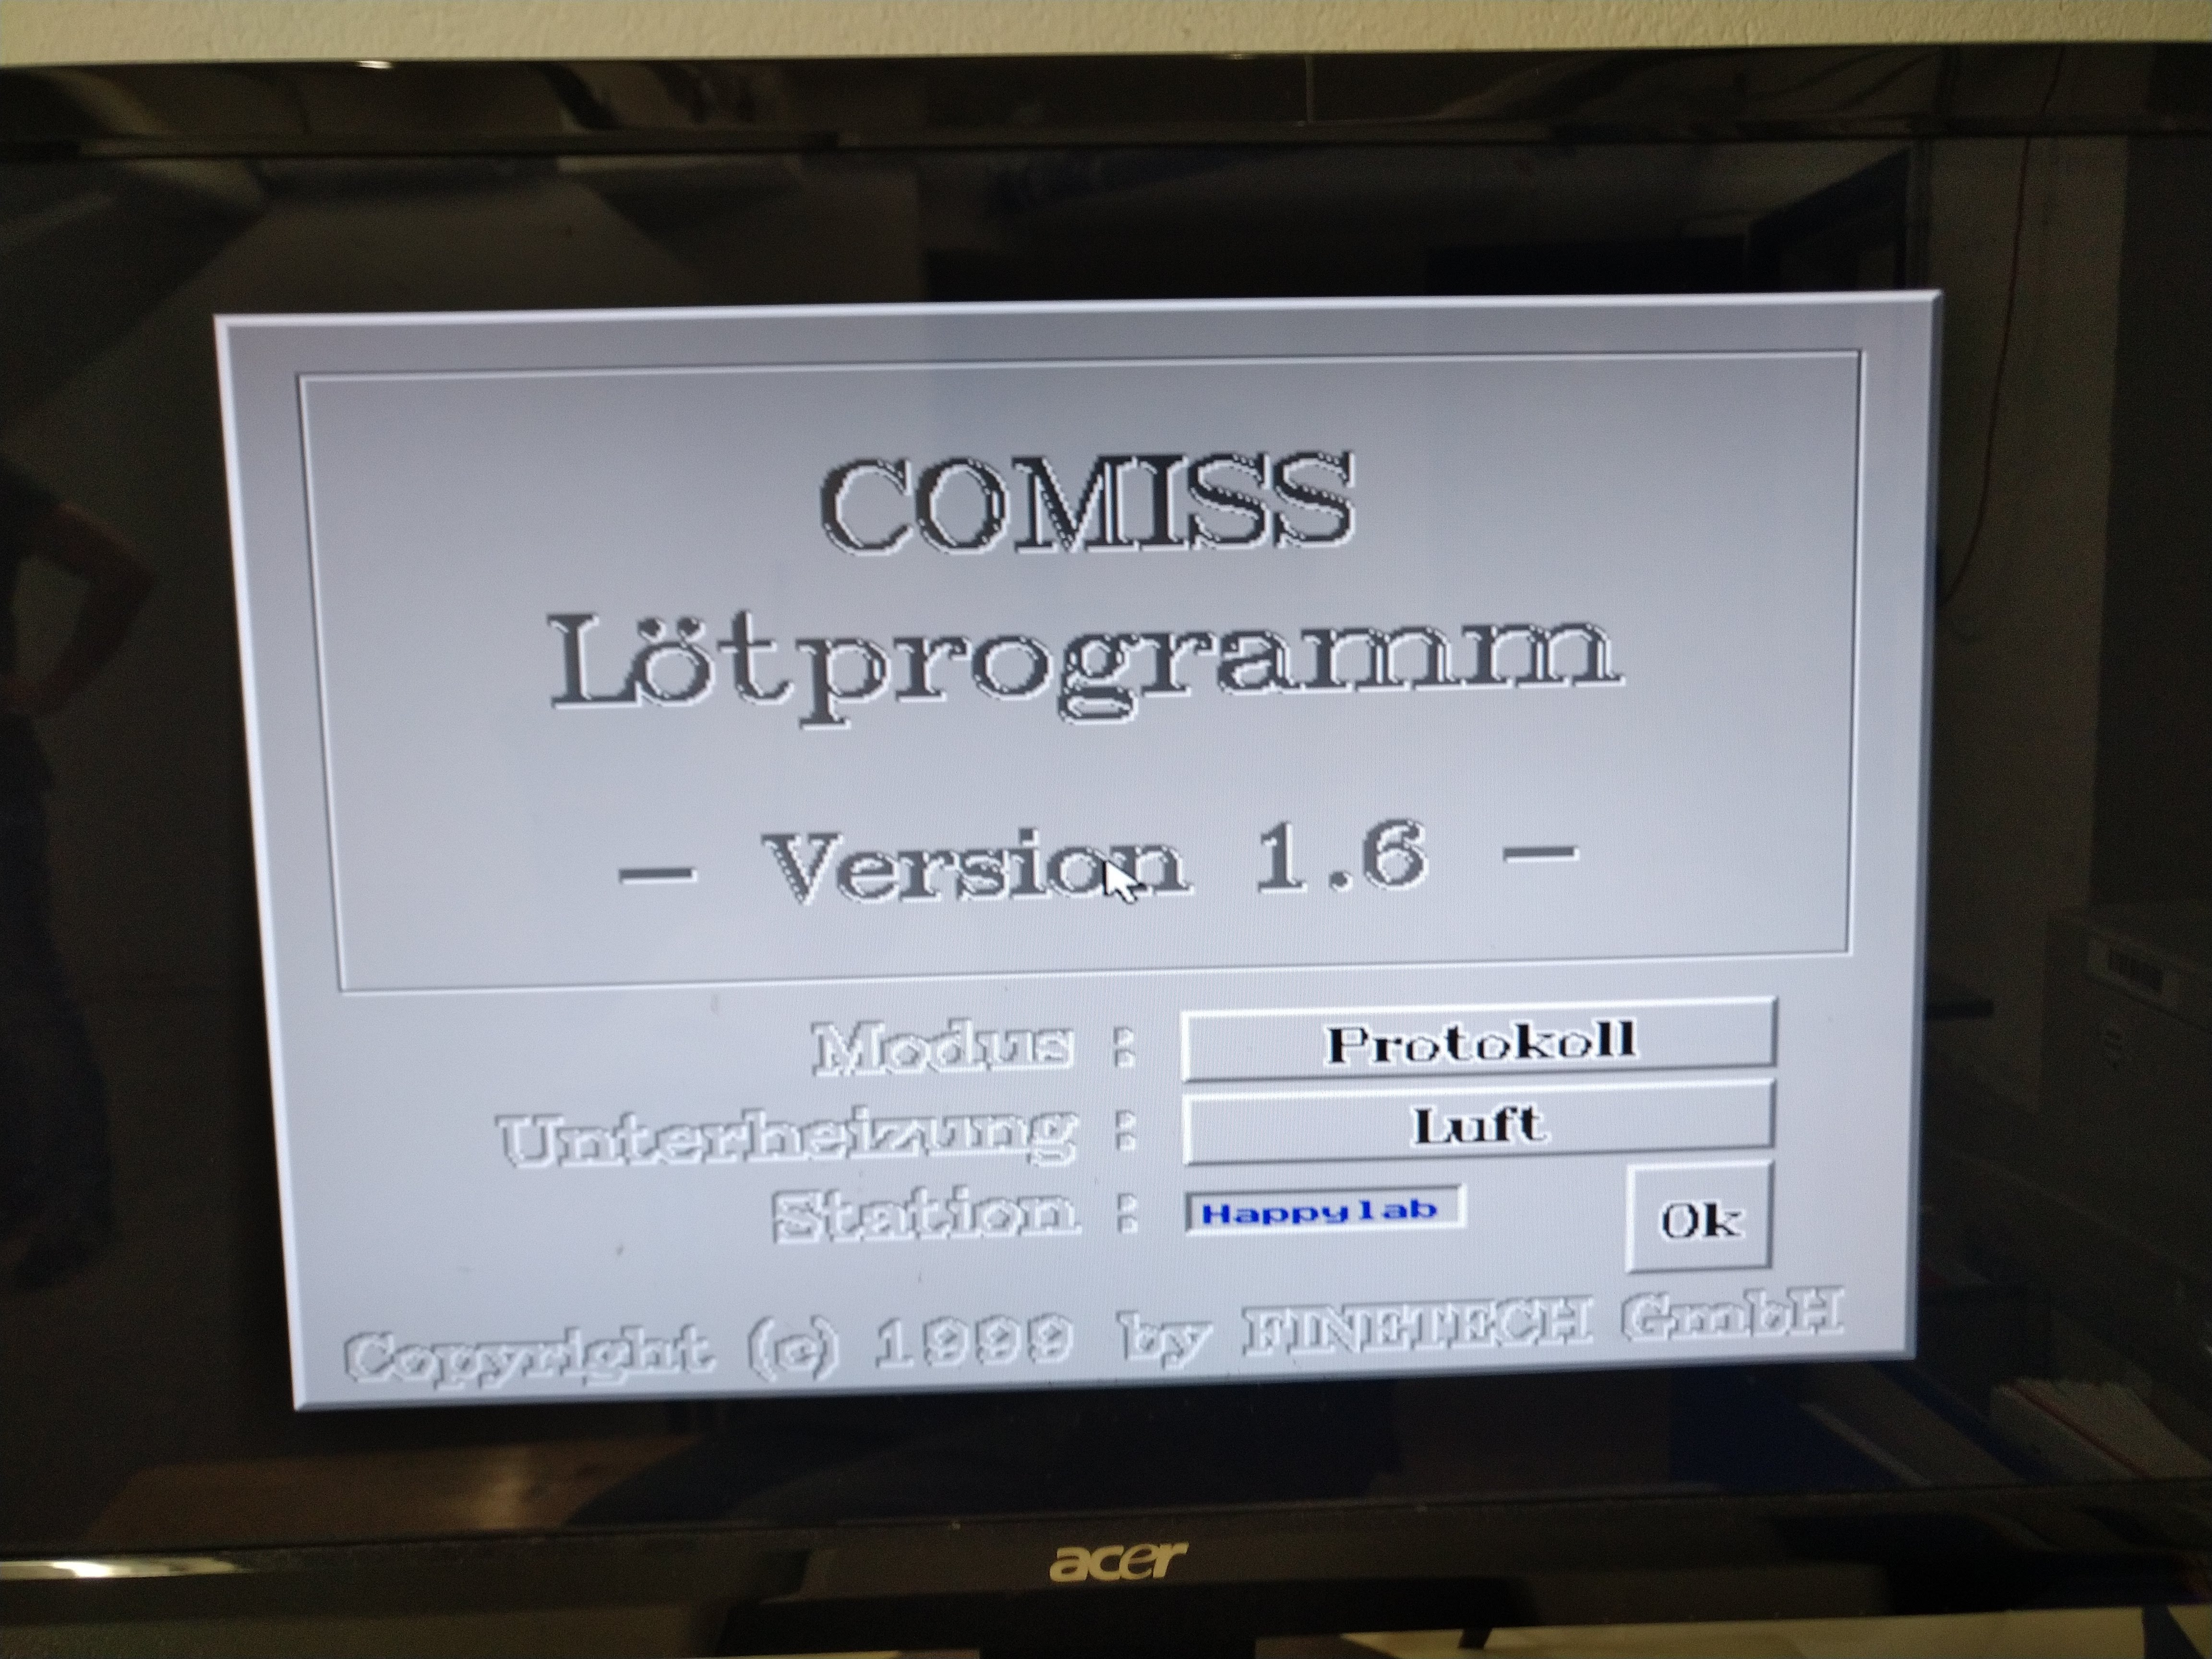 COMISS
Lötprogramm
- Version 1.6 -
Modus : Protokoll
Unterheizung : Luft
Station : Happylab
Ok
Copyright (c) 1999 by FINETECH GmbH
acer